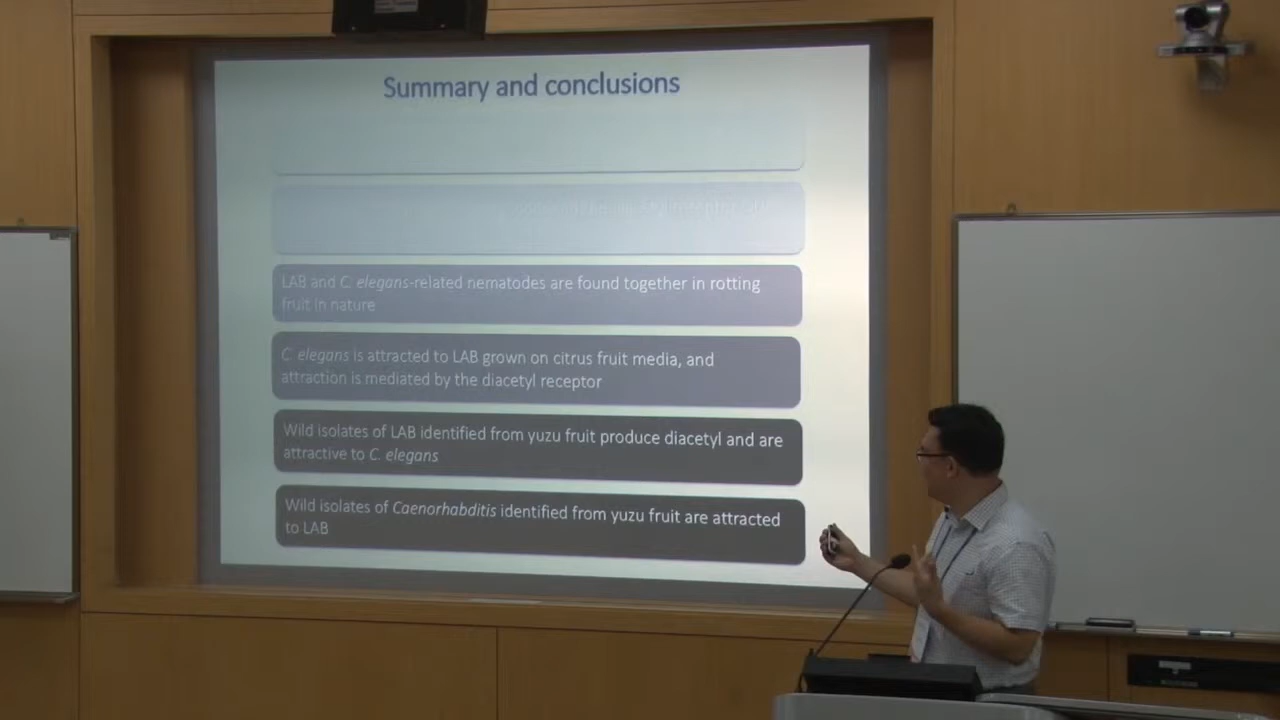 Summary and conclusions
LAB and C. elegans-related nematodes are found together in rotting
fruit in nature
C. elegans is attracted to LAB grown on citrus fruit media, and
attraction is mediated by the diacetyl receptor
Wild isolates of LAB identified from yuzu fruit produce diacetyl and are
attractive to C. elegans
Wild isolates of Caenorhabditis identified from yuzu fruit are attracted
to LAB